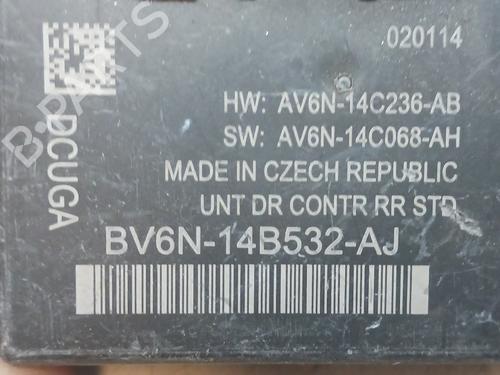 020114
HW: AV6N-14C236-AB
SW: AV6N-14C068-AH
MADE IN CZECH REPUBLIC
UNT DR CONTR RR STD
DCUGA
BV6N-14B532-AJ
B-PARTS